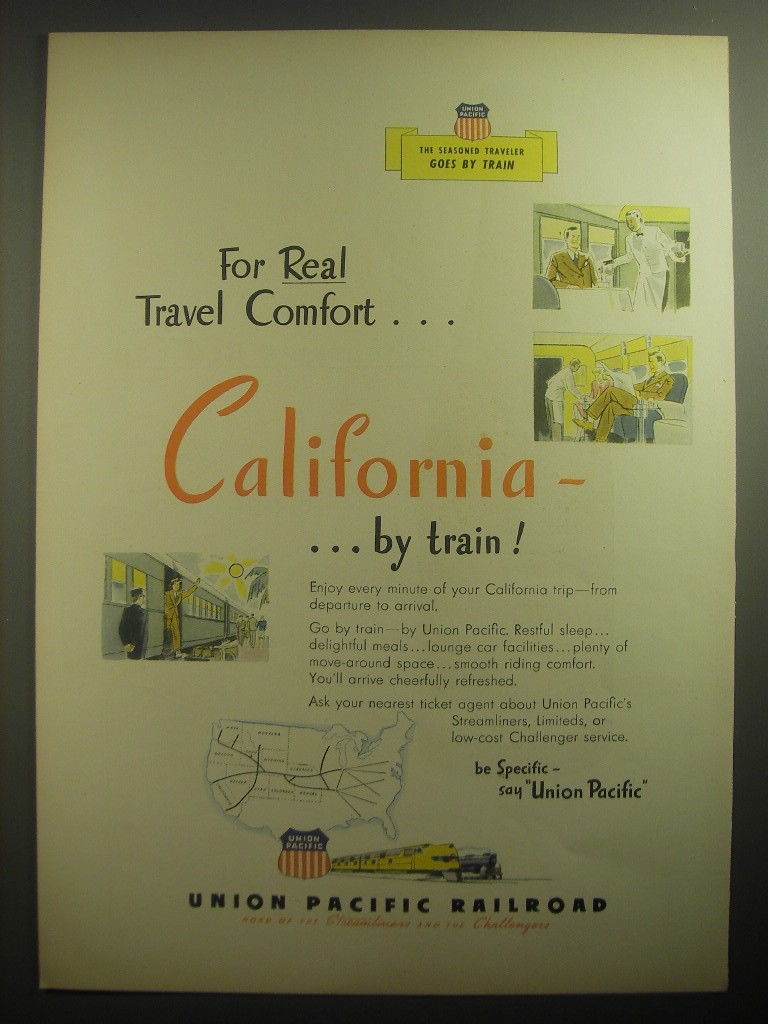 UNION
PACIFIC
THE SEASONED TRAVELER
GOES BY TRAIN
For Real
Travel Comfort . . .
California –
. . . by train !
Enjoy every minute of your California trip—from
departure to arrival.
Go by train—by Union Pacific. Restful sleep...
delightful meals...lounge car facilities...plenty of
move-around space...smooth riding comfort.
You'll arrive cheerfully refreshed.
Ask your nearest ticket agent about Union Pacific's
Streamliners, Limiteds, or
low-cost Challenger service.
be Specific –
say "Union Pacific"
UNION
PACIFIC
UNION PACIFIC RAILROAD
ROAD OF THE Streamliners AND THE Challengers